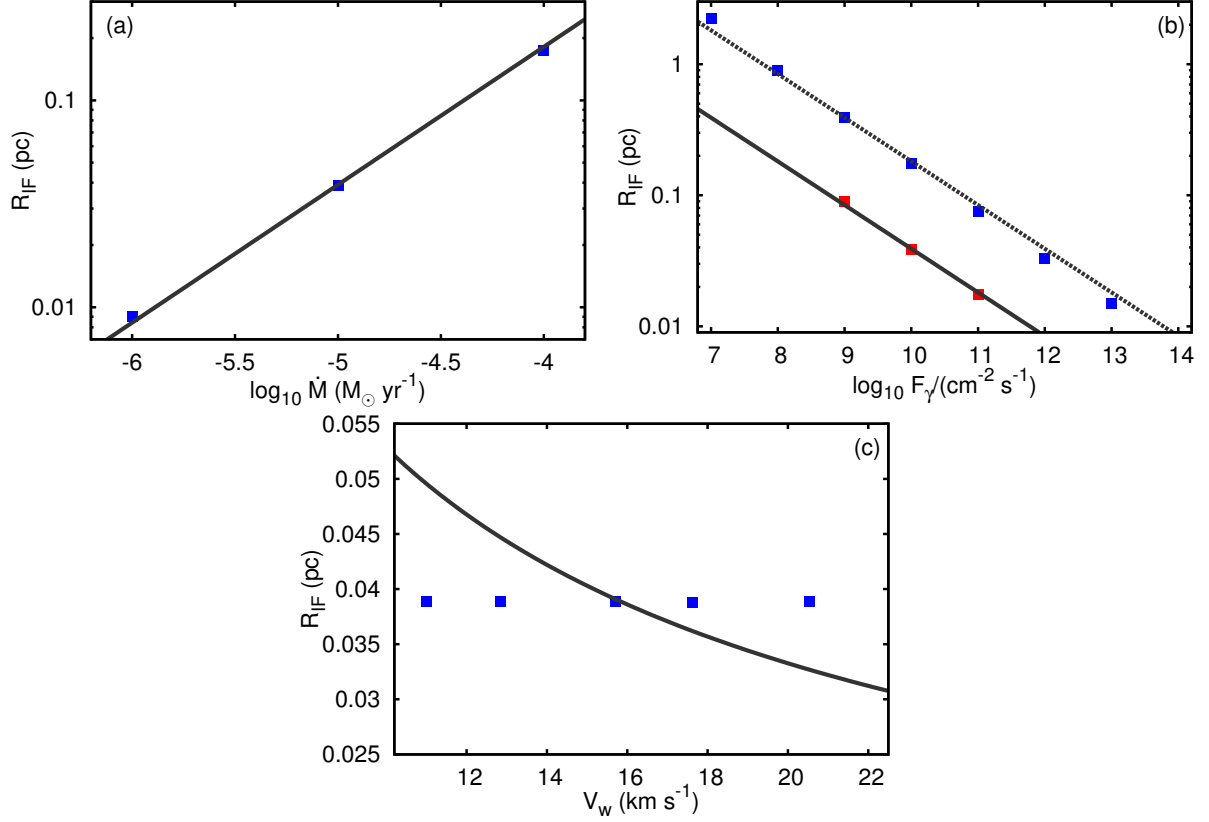 (a)
0.1
0.01
R_IF (pc)
-6 -5.5 -5 -4.5 -4
log₁₀ Ṁ (M_⊙ yr⁻¹)
(b)
1
0.1
0.01
R_IF (pc)
7 8 9 10 11 12 13 14
log₁₀ F_γ/(cm⁻² s⁻¹)
(c)
0.055
0.05
0.045
0.04
0.035
0.03
0.025
R_IF (pc)
12 14 16 18 20 22
V_w (km s⁻¹)